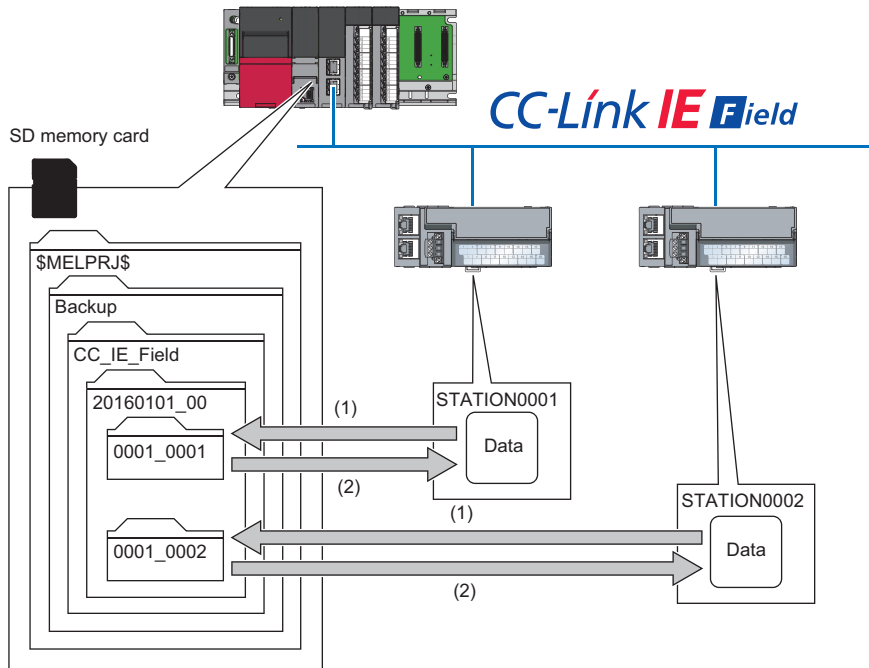 CC-Link IE Field
SD memory card
$MELPRJ$
Backup
CC_IE_Field
20160101_00
0001_0001
0001_0002
(1)
(2)
STATION0001
Data
(1)
(2)
STATION0002
Data